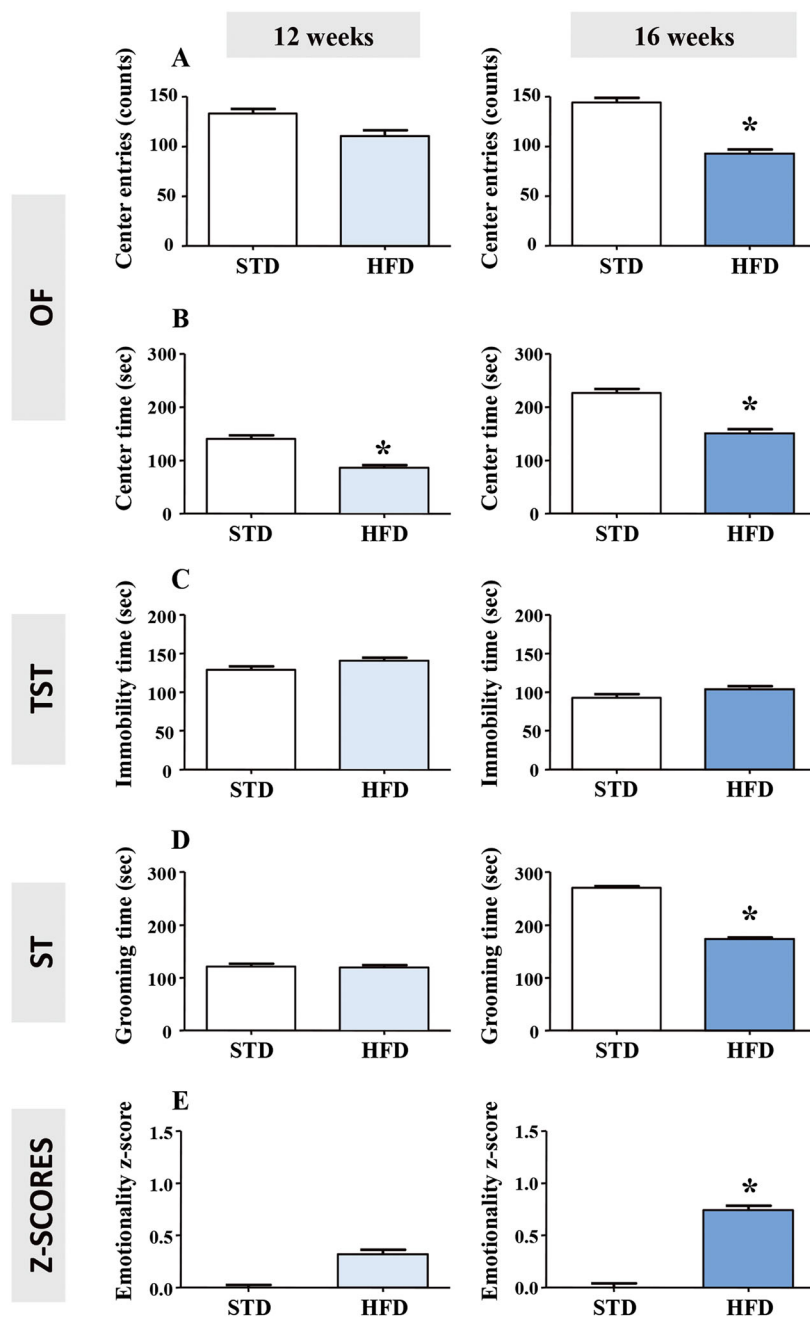 12 weeks
16 weeks
OF
A
Center entries (counts)
150
100
50
0
STD
HFD
Center entries (counts)
150
100
50
0
*
STD
HFD
B
Center time (sec)
300
200
100
0
*
STD
HFD
Center time (sec)
300
200
100
0
*
STD
HFD
TST
C
Immobility time (sec)
200
150
100
50
0
STD
HFD
Immobility time (sec)
200
150
100
50
0
STD
HFD
ST
D
Grooming time (sec)
300
200
100
0
STD
HFD
Grooming time (sec)
300
200
100
0
*
STD
HFD
Z-SCORES
E
Emotionality z-score
1.5
1.0
0.5
0.0
STD
HFD
Emotionality z-score
1.5
1.0
0.5
0.0
*
STD
HFD